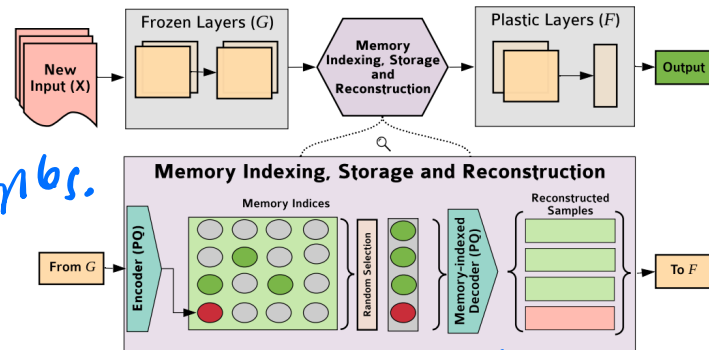 Frozen Layers (G)
Plastic Layers (F)
New
Input (X)
Memory
Indexing, Storage
and
Reconstruction
Output
Memory Indexing, Storage and Reconstruction
From G
Encoder (PQ)
Memory Indices
Random Selection
Memory-indexed
Decoder (PQ)
Reconstructed
Samples
To F